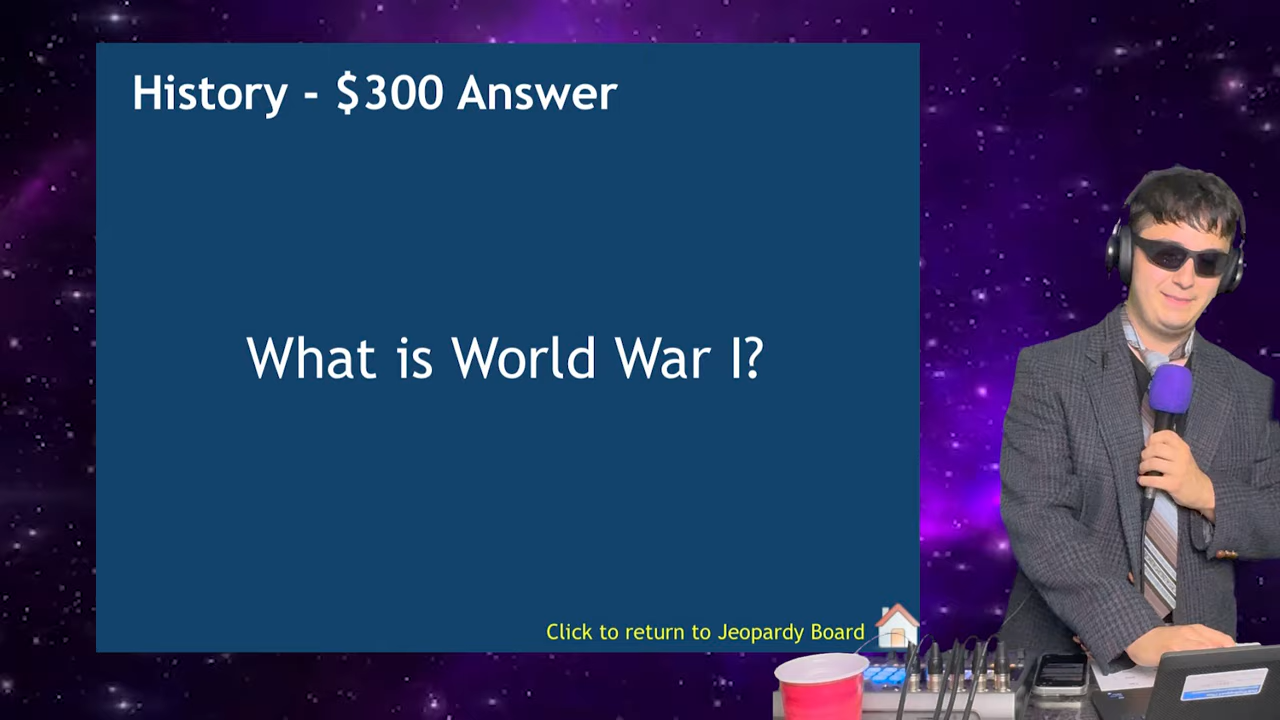 History - $300 Answer
What is World War I?
Click to return to Jeopardy Board